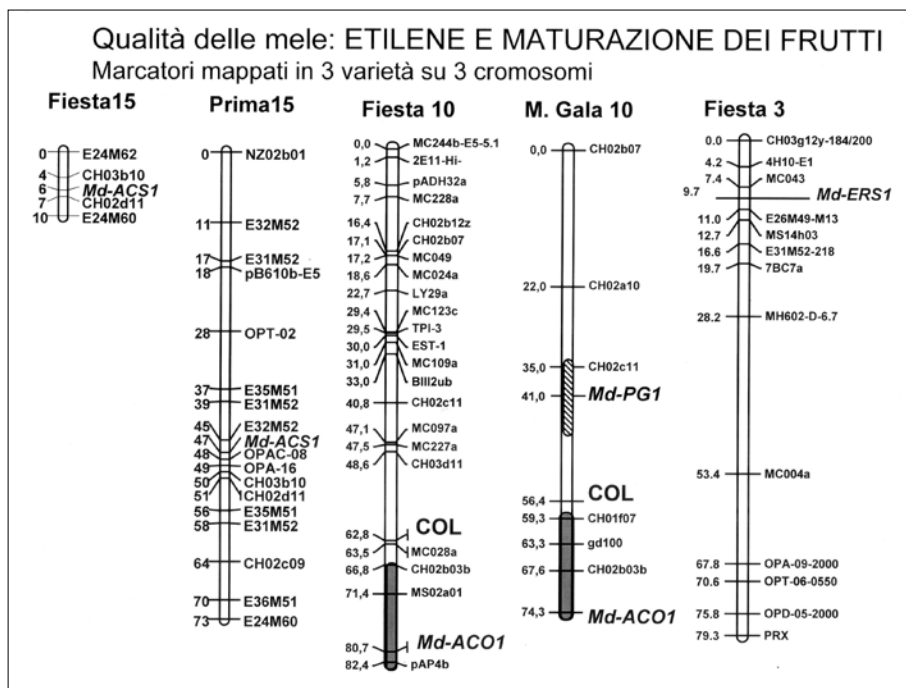 Qualità delle mele: ETILENE E MATURAZIONE DEI FRUTTI
Marcatori mappati in 3 varietà su 3 cromosomi
Fiesta15
0 E24M62
4 CH03b10
6 Md-ACS1
7 CH02d11
10 E24M60
Prima15
0 NZ02b01
11 E32M52
17 E31M52
18 pB610b-E5
28 OPT-02
37 E35M51
39 E31M52
45 E32M52
47 Md-ACS1
48 OPAC-08
49 OPA-16
50 CH03b10
51 CH02d11
56 E35M51
58 E31M52
64 CH02c09
70 E36M51
73 E24M60
Fiesta 10
0,0 MC244b-E5-5.1
1,2 2E11-Hi-
5,8 pADH32a
7,7 MC228a
16,4 CH02b12z
17,1 CH02b07
17,2 MC049
18,6 MC024a
22,7 LY29a
29,4 MC123c
29,5 TPI-3
30,0 EST-1
31,0 MC109a
33,0 BIII2ub
40,8 CH02c11
47,1 MC097a
47,5 MC227a
48,6 CH03d11
62,8 COL
63,5 MC028a
66,8 CH02b03b
71,4 MS02a01
80,7 Md-ACO1
82,4 pAP4b
M. Gala 10
0,0 CH02b07
22,0 CH02a10
35,0 CH02c11
41,0 Md-PG1
56,4 COL
59,3 CH01f07
63,3 gd100
67,6 CH02b03b
74,3 Md-ACO1
Fiesta 3
0.0 CH03g12y-184/200
4.2 4H10-E1
7.4 MC043
9.7 Md-ERS1
11.0 E26M49-M13
12.7 MS14h03
16.6 E31M52-218
19.7 7BC7a
28.2 MH602-D-6.7
53.4 MC004a
67.8 OPA-09-2000
70.6 OPT-06-0550
75.8 OPD-05-2000
79.3 PRX